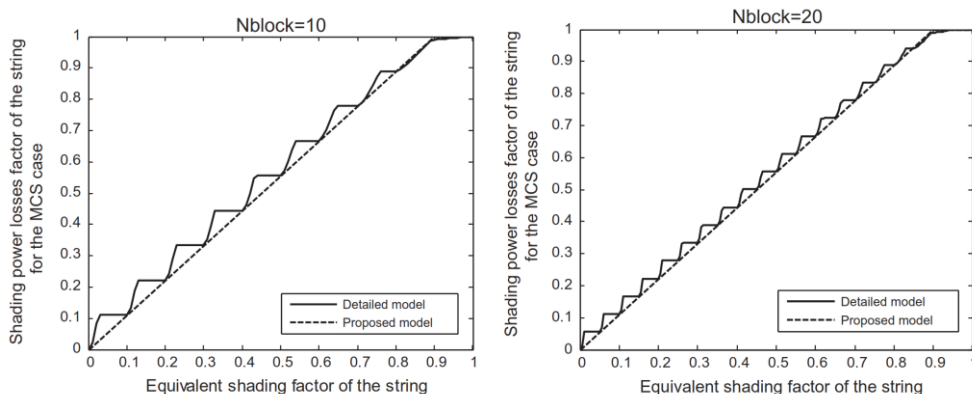 Nblock=10
Shading power losses factor of the string
for the MCS case
1
0.9
0.8
0.7
0.6
0.5
0.4
0.3
0.2
0.1
0
Detailed model
Proposed model
0 0.1 0.2 0.3 0.4 0.5 0.6 0.7 0.8 0.9 1
Equivalent shading factor of the string
Nblock=20
Shading power losses factor of the string
for the MCS case
1
0.9
0.8
0.7
0.6
0.5
0.4
0.3
0.2
0.1
0
Detailed model
Proposed model
0 0.1 0.2 0.3 0.4 0.5 0.6 0.7 0.8 0.9 1
Equivalent shading factor of the string